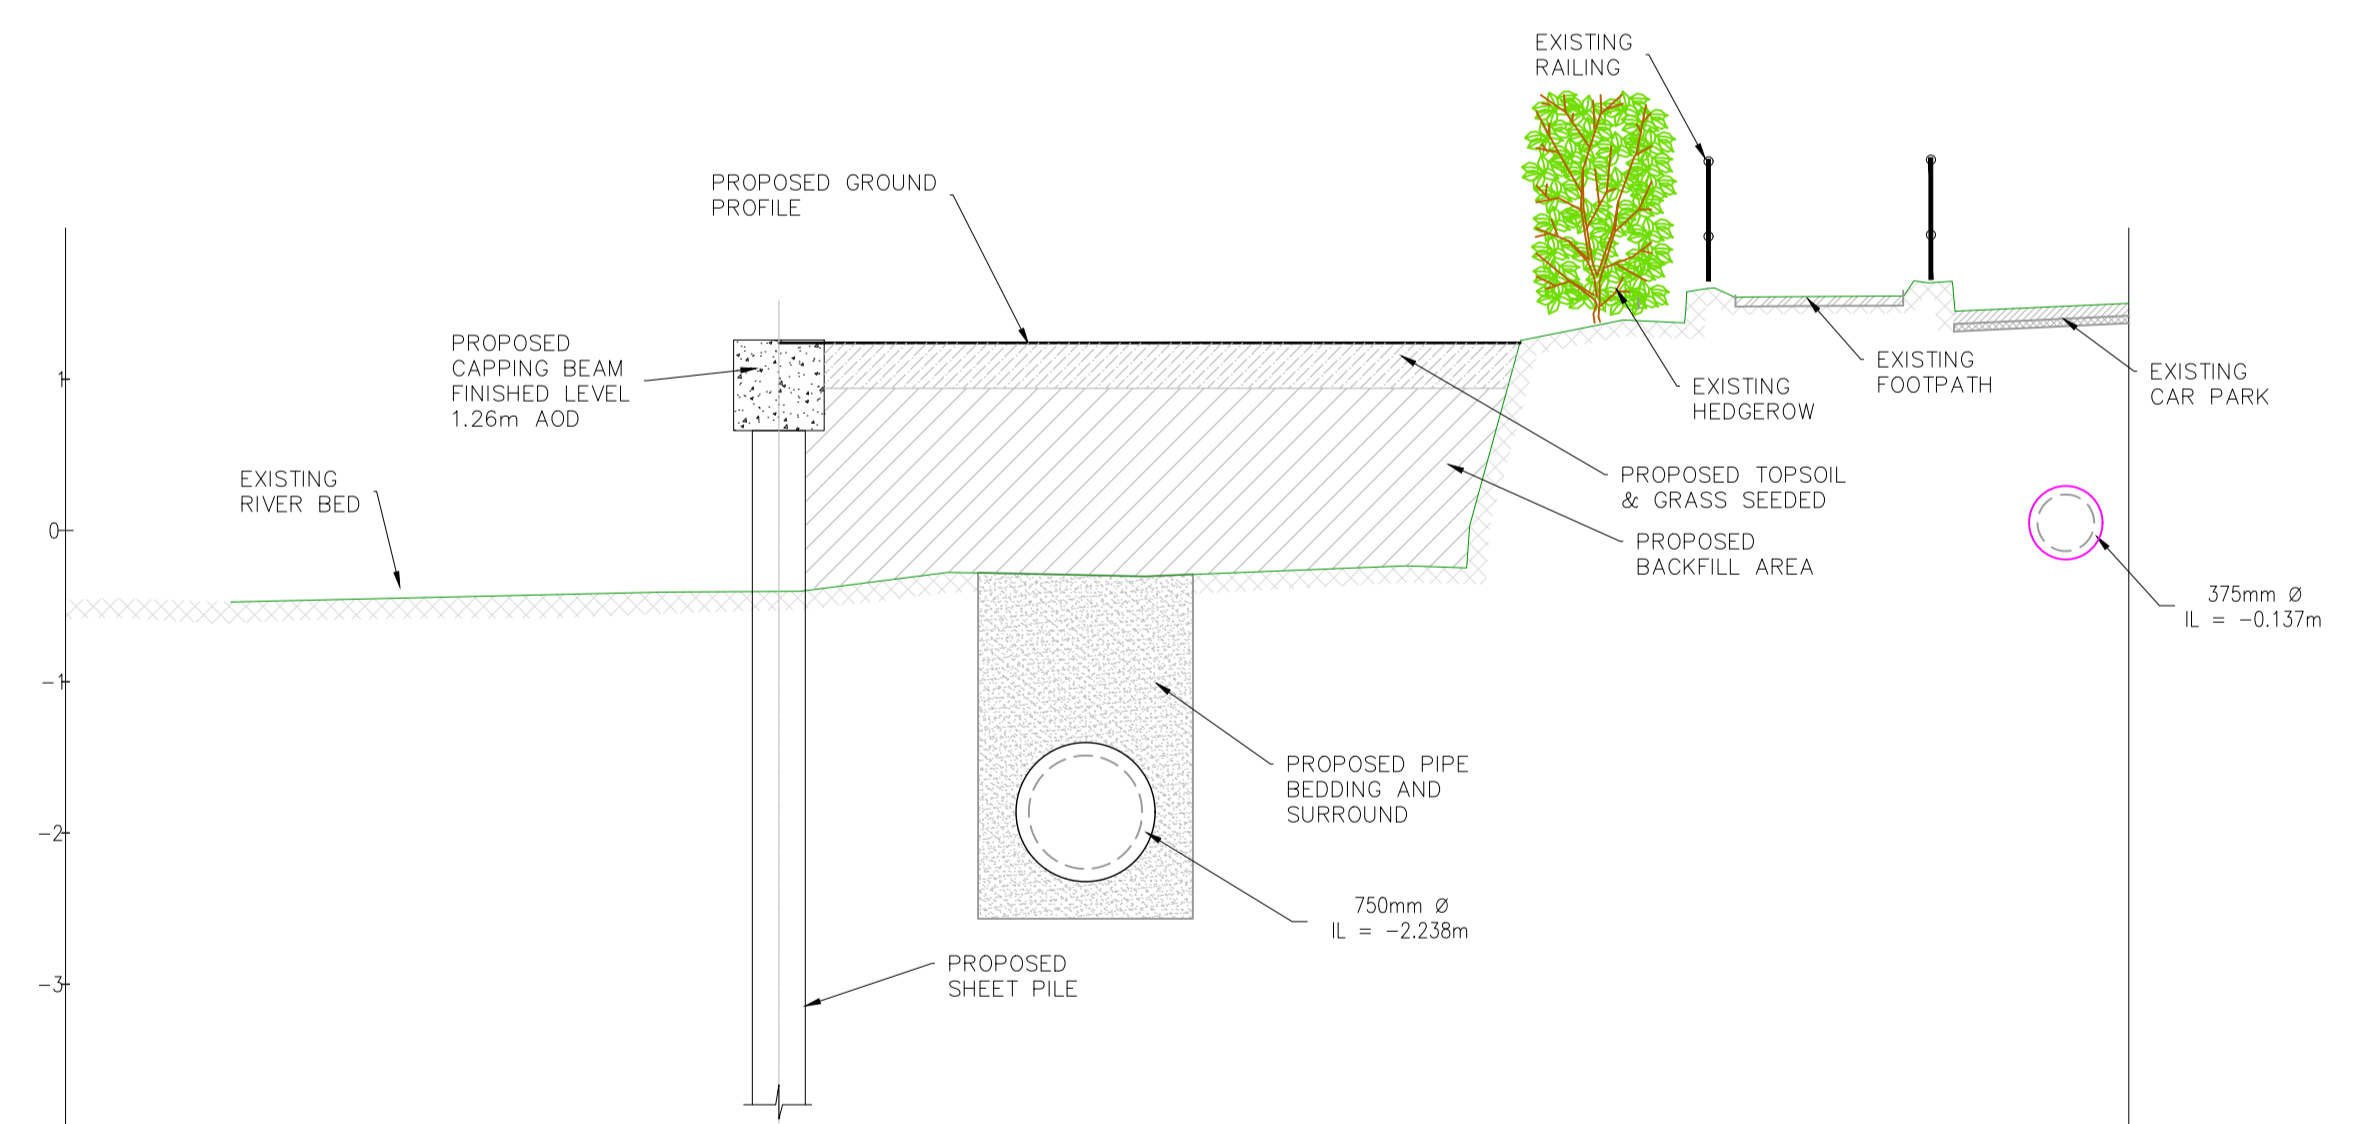 EXISTING
RAILING
PROPOSED GROUND
PROFILE
PROPOSED
CAPPING BEAM
FINISHED LEVEL
1.26m AOD
EXISTING
RIVER BED
EXISTING
HEDGEROW
EXISTING
FOOTPATH
EXISTING
CAR PARK
PROPOSED TOPSOIL
& GRASS SEEDED
PROPOSED
BACKFILL AREA
375mm Ø
IL = -0.137m
PROPOSED PIPE
BEDDING AND
SURROUND
750mm Ø
IL = -2.238m
PROPOSED
SHEET PILE
1
0
-1
-2
-3